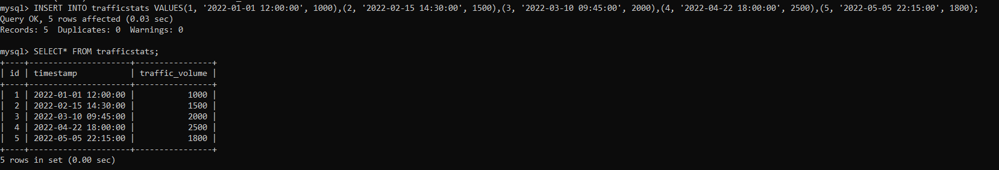 mysql> INSERT INTO trafficstats VALUES(1, '2022-01-01 12:00:00', 1000),(2, '2022-02-15 14:30:00', 1500),(3, '2022-03-10 09:45:00', 2000),(4, '2022-04-22 18:00:00', 2500),(5, '2022-05-05 22:15:00', 1800);
Query OK, 5 rows affected (0.03 sec)
Records: 5  Duplicates: 0  Warnings: 0
mysql> SELECT* FROM trafficstats;
+----+---------------------+----------------+
| id | timestamp           | traffic_volume |
+----+---------------------+----------------+
|  1 | 2022-01-01 12:00:00 |           1000 |
|  2 | 2022-02-15 14:30:00 |           1500 |
|  3 | 2022-03-10 09:45:00 |           2000 |
|  4 | 2022-04-22 18:00:00 |           2500 |
|  5 | 2022-05-05 22:15:00 |           1800 |
+----+---------------------+----------------+
5 rows in set (0.00 sec)